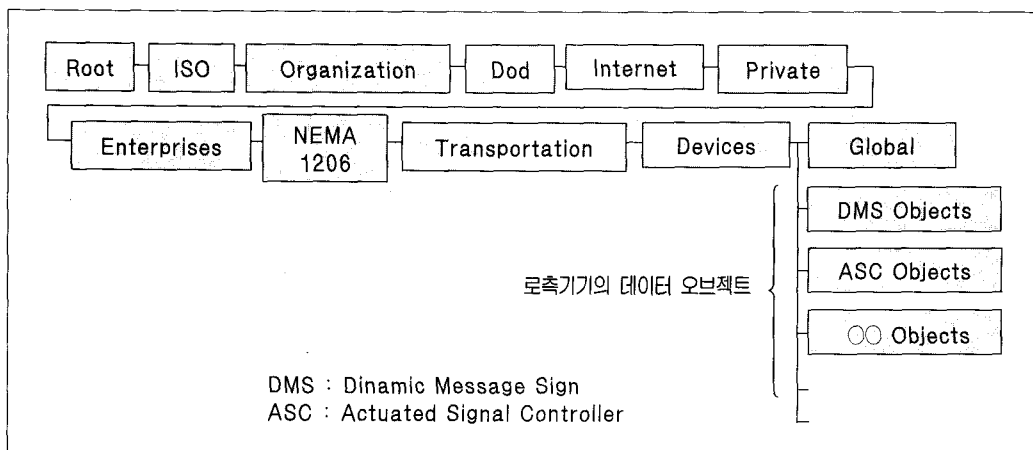 Root
ISO
Organization
Dod
Internet
Private
Enterprises
NEMA
1206
Transportation
Devices
Global
DMS Objects
ASC Objects
로측기기의 데이터 오브젝트
○○ Objects
DMS : Dinamic Message Sign
ASC : Actuated Signal Controller